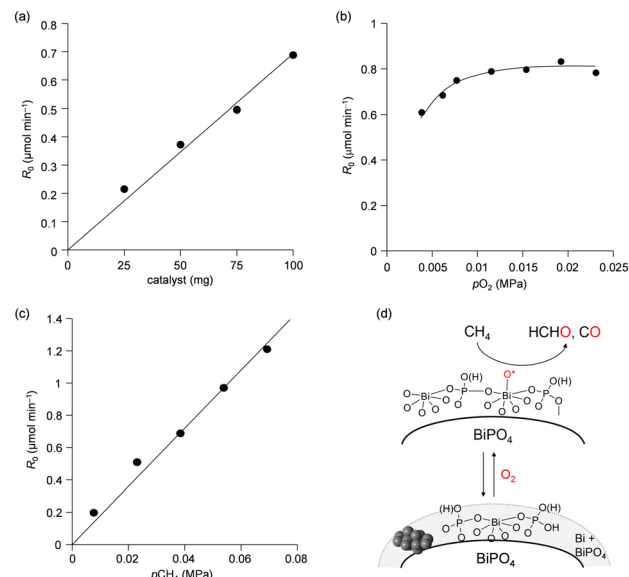 (a)
0.8
0.7
0.6
0.5
0.4
0.3
0.2
0.1
0
0
25
50
75
100
R₀ (μmol min⁻¹)
catalyst (mg)
(b)
1
0.8
0.6
0.4
0.2
0
0
0.005
0.01
0.015
0.02
0.025
R₀ (μmol min⁻¹)
pO₂ (MPa)
(c)
1.4
1.2
1
0.8
0.6
0.4
0.2
0
0
0.02
0.04
0.06
0.08
R₀ (μmol min⁻¹)
pCH₄ (MPa)
(d)
CH₄
HCHO, CO
O(H)
O*
O(H)
O Bi O P O Bi O P O
O O O O O O O O
BiPO₄
O₂
(H)O
O(H)
O P O Bi O P OH
O O O O
BiPO₄
Bi +
BiPO₄